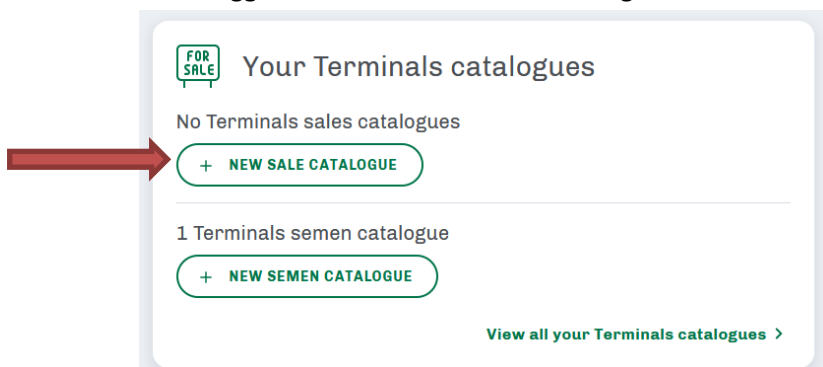 FOR
SALE
Your Terminals catalogues
No Terminals sales catalogues
+ NEW SALE CATALOGUE
1 Terminals semen catalogue
+ NEW SEMEN CATALOGUE
View all your Terminals catalogues >